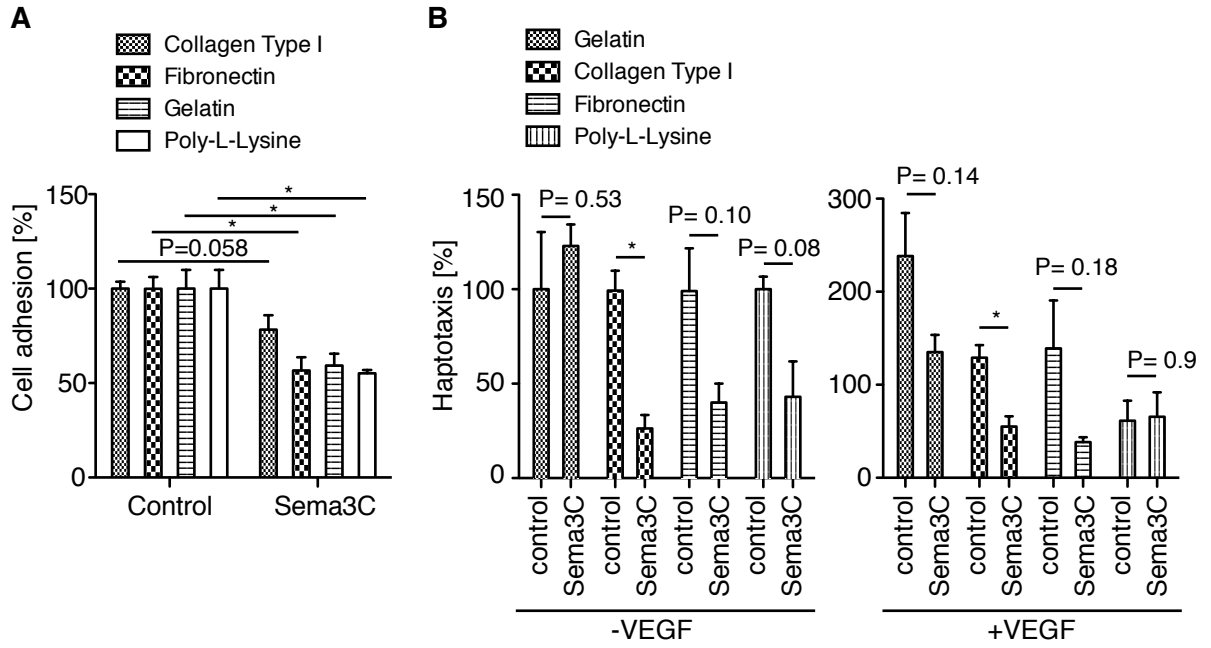 A
Collagen Type I
Fibronectin
Gelatin
Poly-L-Lysine
Cell adhesion [%]
150
100
50
0
*
*
*
P=0.058
Control
Sema3C
B
Gelatin
Collagen Type I
Fibronectin
Poly-L-Lysine
Haptotaxis [%]
150
100
50
0
P= 0.53
*
P= 0.10
P= 0.08
control
Sema3C
control
Sema3C
control
Sema3C
control
Sema3C
-VEGF
300
200
100
0
P= 0.14
*
P= 0.18
P= 0.9
control
Sema3C
control
Sema3C
control
Sema3C
control
Sema3C
+VEGF